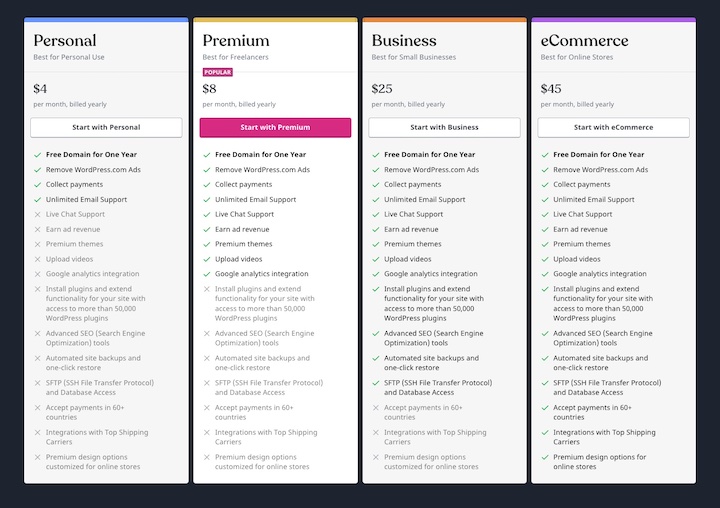 Personal
Best for Personal Use
$4
per month, billed yearly
Start with Personal
Free Domain for One Year
Remove WordPress.com Ads
Collect payments
Unlimited Email Support
Live Chat Support
Earn ad revenue
Premium themes
Upload videos
Google analytics integration
Install plugins and extend
functionality for your site with
access to more than 50,000
WordPress plugins
Advanced SEO (Search Engine
Optimization) tools
Automated site backups and
one-click restore
SFTP (SSH File Transfer Protocol)
and Database Access
Accept payments in 60+
countries
Integrations with Top Shipping
Carriers
Premium design options
customized for online stores
Premium
Best for Freelancers
POPULAR
$8
per month, billed yearly
Start with Premium
Free Domain for One Year
Remove WordPress.com Ads
Collect payments
Unlimited Email Support
Live Chat Support
Earn ad revenue
Premium themes
Upload videos
Google analytics integration
Install plugins and extend
functionality for your site with
access to more than 50,000
WordPress plugins
Advanced SEO (Search Engine
Optimization) tools
Automated site backups and
one-click restore
SFTP (SSH File Transfer Protocol)
and Database Access
Accept payments in 60+
countries
Integrations with Top Shipping
Carriers
Premium design options
customized for online stores
Business
Best for Small Businesses
$25
per month, billed yearly
Start with Business
Free Domain for One Year
Remove WordPress.com Ads
Collect payments
Unlimited Email Support
Live Chat Support
Earn ad revenue
Premium themes
Upload videos
Google analytics integration
Install plugins and extend
functionality for your site with
access to more than 50,000
WordPress plugins
Advanced SEO (Search Engine
Optimization) tools
Automated site backups and
one-click restore
SFTP (SSH File Transfer Protocol)
and Database Access
Accept payments in 60+
countries
Integrations with Top Shipping
Carriers
Premium design options
customized for online stores
eCommerce
Best for Online Stores
$45
per month, billed yearly
Start with eCommerce
Free Domain for One Year
Remove WordPress.com Ads
Collect payments
Unlimited Email Support
Live Chat Support
Earn ad revenue
Premium themes
Upload videos
Google analytics integration
Install plugins and extend
functionality for your site with
access to more than 50,000
WordPress plugins
Advanced SEO (Search Engine
Optimization) tools
Automated site backups and
one-click restore
SFTP (SSH File Transfer Protocol)
and Database Access
Accept payments in 60+
countries
Integrations with Top Shipping
Carriers
Premium design options for
online stores